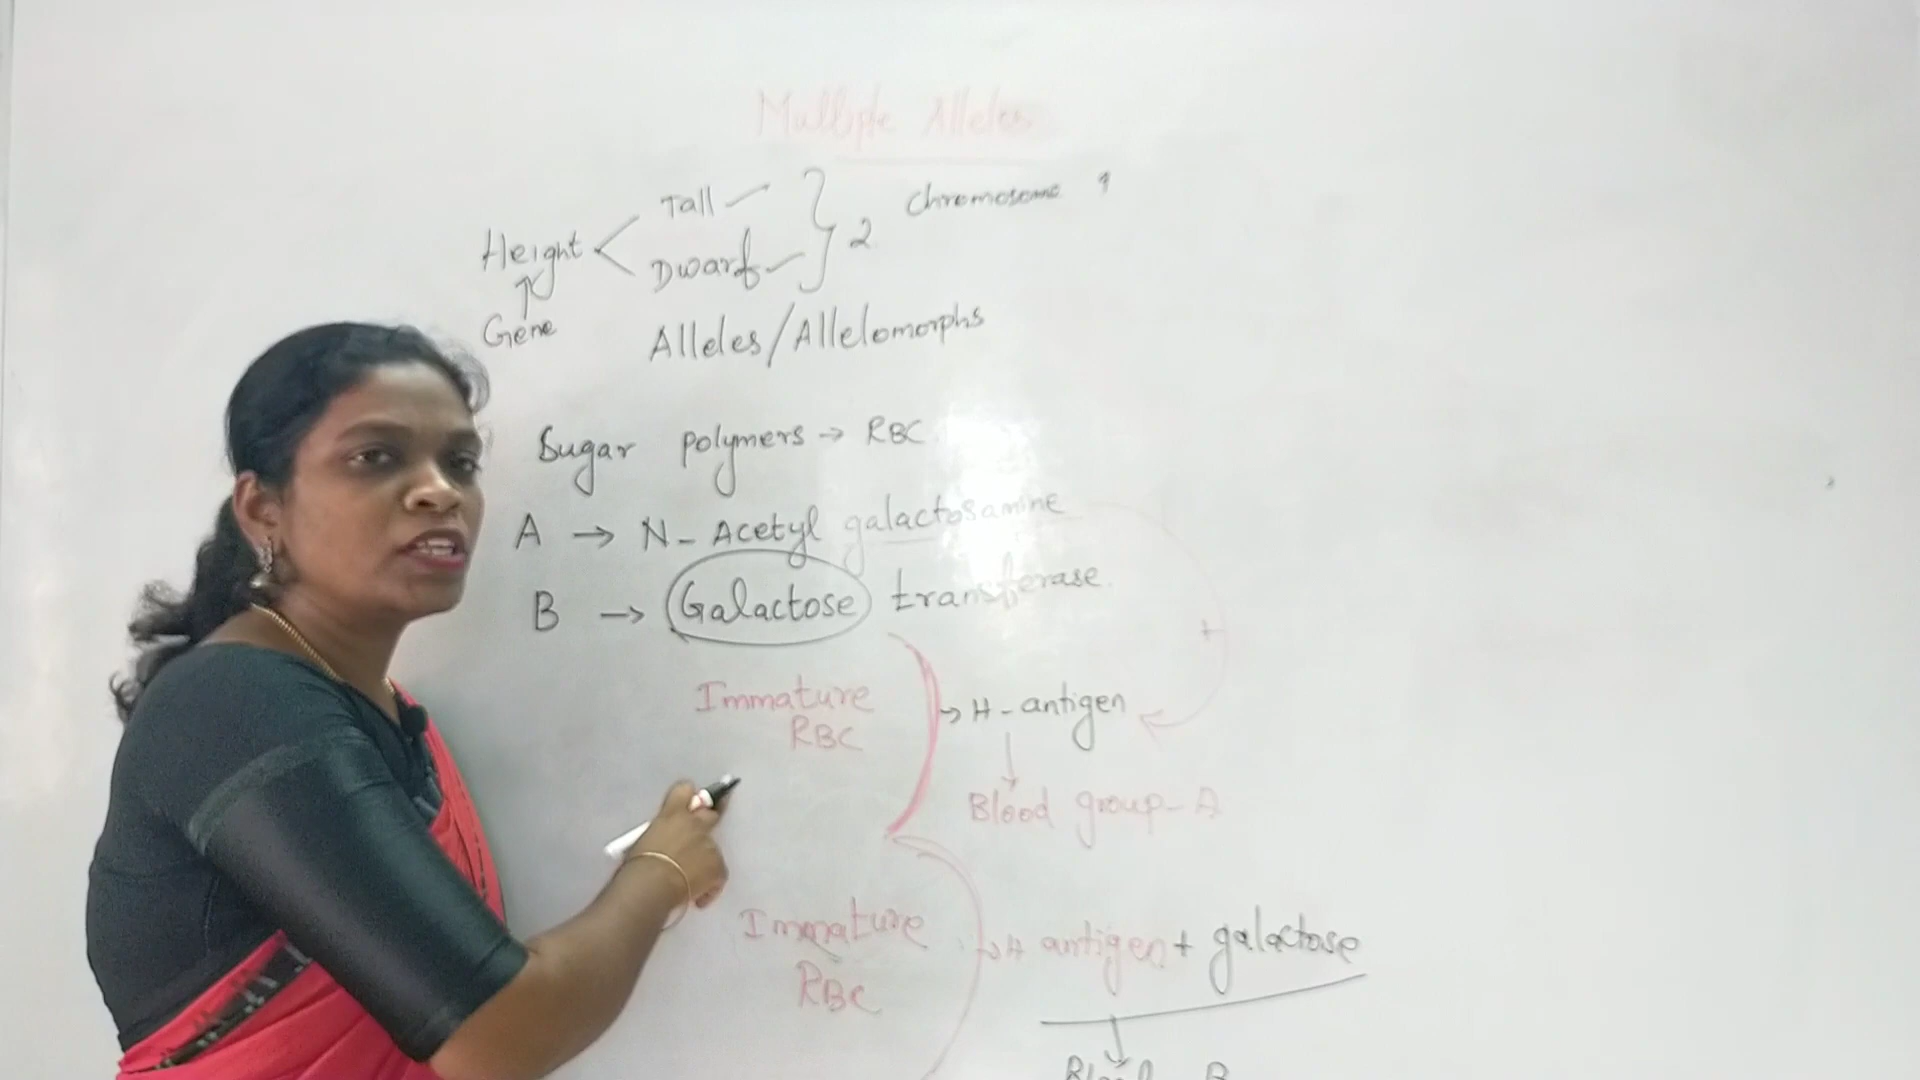 Multiple Alleles
Tall
Height
Dwarf
2
Chromosome 9
Gene
Alleles/Allelomorphs
Sugar polymers → RBC
A → N-Acetyl galactosamine
B → Galactose transferase
Immature
RBC
→ H-antigen
Blood group-A
Immature
RBC
→ H antigen + galactose
B